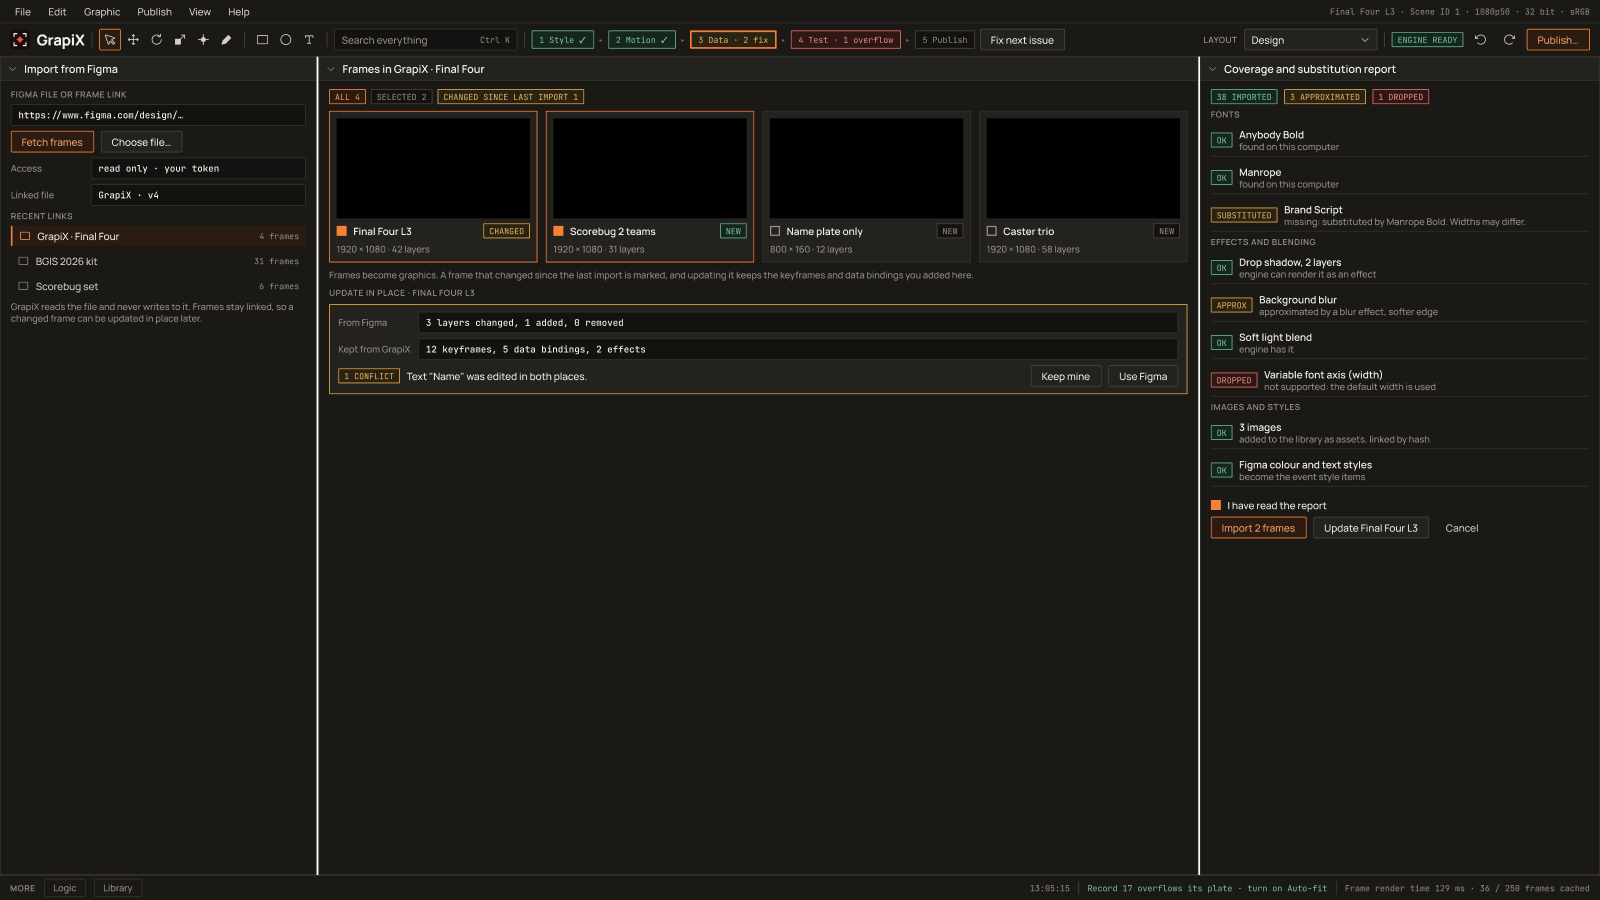 File Edit Graphic Publish View Help
Final Four L3 · Scene ID 1 · 1080p50 · 32 bit · sRGB
GrapiX
Search everything Ctrl K
1 Style ✓
2 Motion ✓
3 Data · 2 fix
4 Test · 1 overflow
5 Publish
Fix next issue
LAYOUT Design
ENGINE READY
Publish…
Import from Figma
FIGMA FILE OR FRAME LINK
https://www.figma.com/design/…
Fetch frames Choose file…
Access read only · your token
Linked file GrapiX · v4
RECENT LINKS
GrapiX · Final Four 4 frames
BGIS 2026 kit 31 frames
Scorebug set 6 frames
GrapiX reads the file and never writes to it. Frames stay linked, so a
changed frame can be updated in place later.
Frames in GrapiX · Final Four
ALL 4 SELECTED 2 CHANGED SINCE LAST IMPORT 1
Final Four L3 CHANGED
1920 × 1080 · 42 layers
Scorebug 2 teams NEW
1920 × 1080 · 31 layers
Name plate only NEW
800 × 160 · 12 layers
Caster trio NEW
1920 × 1080 · 58 layers
Frames become graphics. A frame that changed since the last import is marked, and updating it keeps the keyframes and data bindings you added here.
UPDATE IN PLACE · FINAL FOUR L3
From Figma 3 layers changed, 1 added, 0 removed
Kept from GrapiX 12 keyframes, 5 data bindings, 2 effects
1 CONFLICT Text "Name" was edited in both places. Keep mine Use Figma
Coverage and substitution report
38 IMPORTED 3 APPROXIMATED 1 DROPPED
FONTS
OK Anybody Bold
found on this computer
OK Manrope
found on this computer
SUBSTITUTED Brand Script
missing: substituted by Manrope Bold. Widths may differ.
EFFECTS AND BLENDING
OK Drop shadow, 2 layers
engine can render it as an effect
APPROX Background blur
approximated by a blur effect, softer edge
OK Soft light blend
engine has it
DROPPED Variable font axis (width)
not supported: the default width is used
IMAGES AND STYLES
OK 3 images
added to the library as assets, linked by hash
OK Figma colour and text styles
become the event style items
I have read the report
Import 2 frames Update Final Four L3 Cancel
MORE Logic Library
13:05:15 Record 17 overflows its plate · turn on Auto-fit Frame render time 129 ms · 36 / 250 frames cached